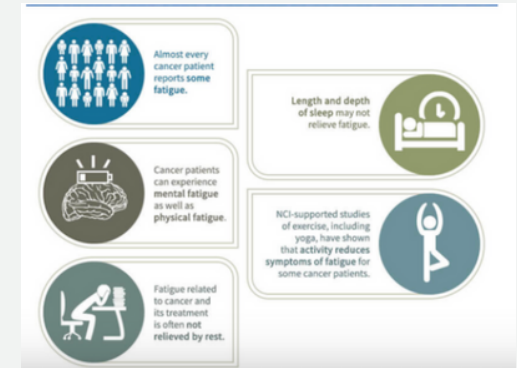 Almost every
cancer patient
reports some
fatigue.
Length and depth
of sleep may not
relieve fatigue.
Cancer patients
can experience
mental fatigue
as well as
physical fatigue.
NCI-supported studies
of exercise, including
yoga, have shown
that activity reduces
symptoms of fatigue for
some cancer patients.
Fatigue related
to cancer and
its treatment
is often not
relieved by rest.